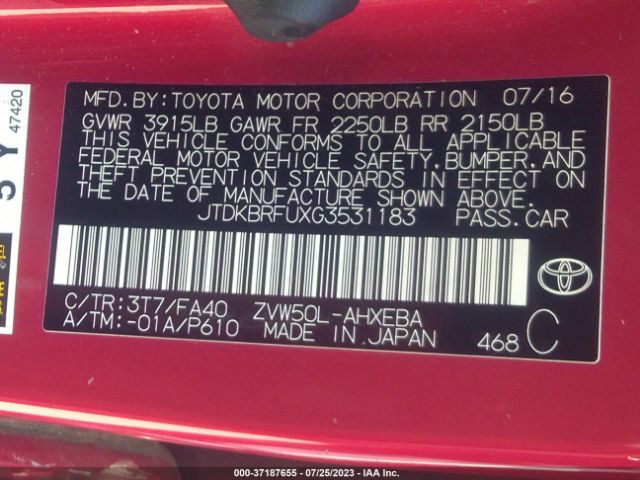 MFD.BY:TOYOTA MOTOR CORPORATION 07/16
GVWR 3915LB GAWR FR 2250LB RR 2150LB
THIS VEHICLE CONFORMS TO ALL APPLICABLE
FEDERAL MOTOR VEHICLE SAFETY,BUMPER,AND
THEFT PREVENTION STANDARDS IN EFFECT ON
THE DATE OF MANUFACTURE SHOWN ABOVE.
JTDKBRFUXG3531183 PASS.CAR
C/TR:3T7/FA40 ZVW50L-AHXEBA
A/TM:-01A/P610 MADE IN JAPAN 468 C
5 Y
47420
000-37187655 - 07/25/2023 - IAA Inc.